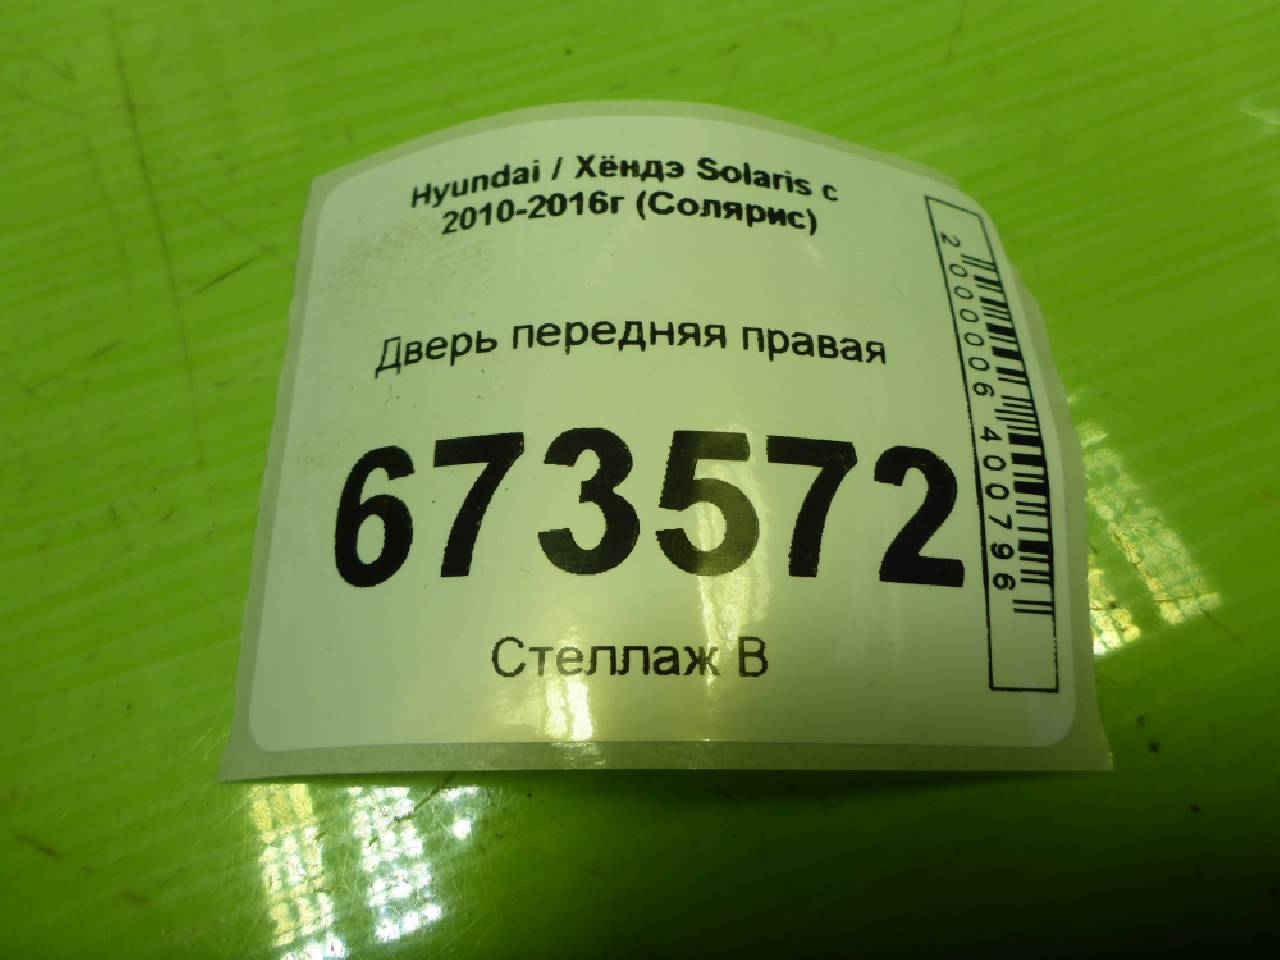 Hyundai / Хёндэ Solaris с
2010-2016г (Солярис)
Дверь передняя правая
673572
Стеллаж В
2000006400796